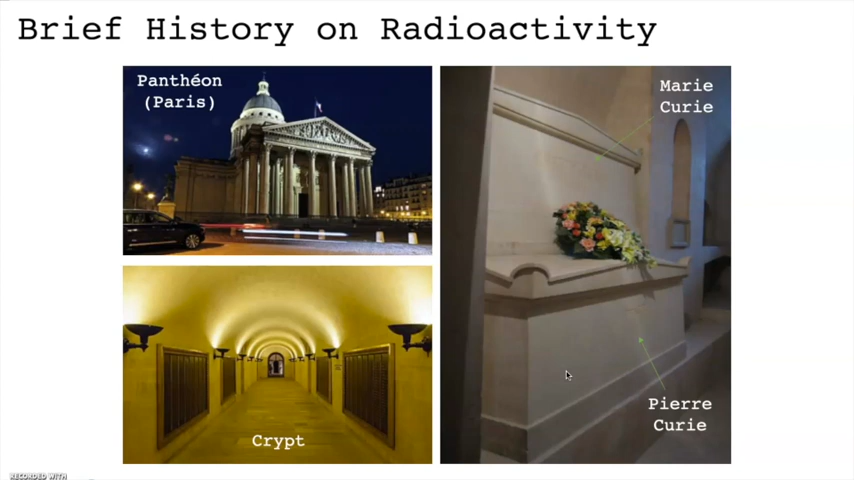 Brief History on Radioactivity
Panthéon
(Paris)
Marie
Curie
Crypt
Pierre
Curie
RECORDED WITH